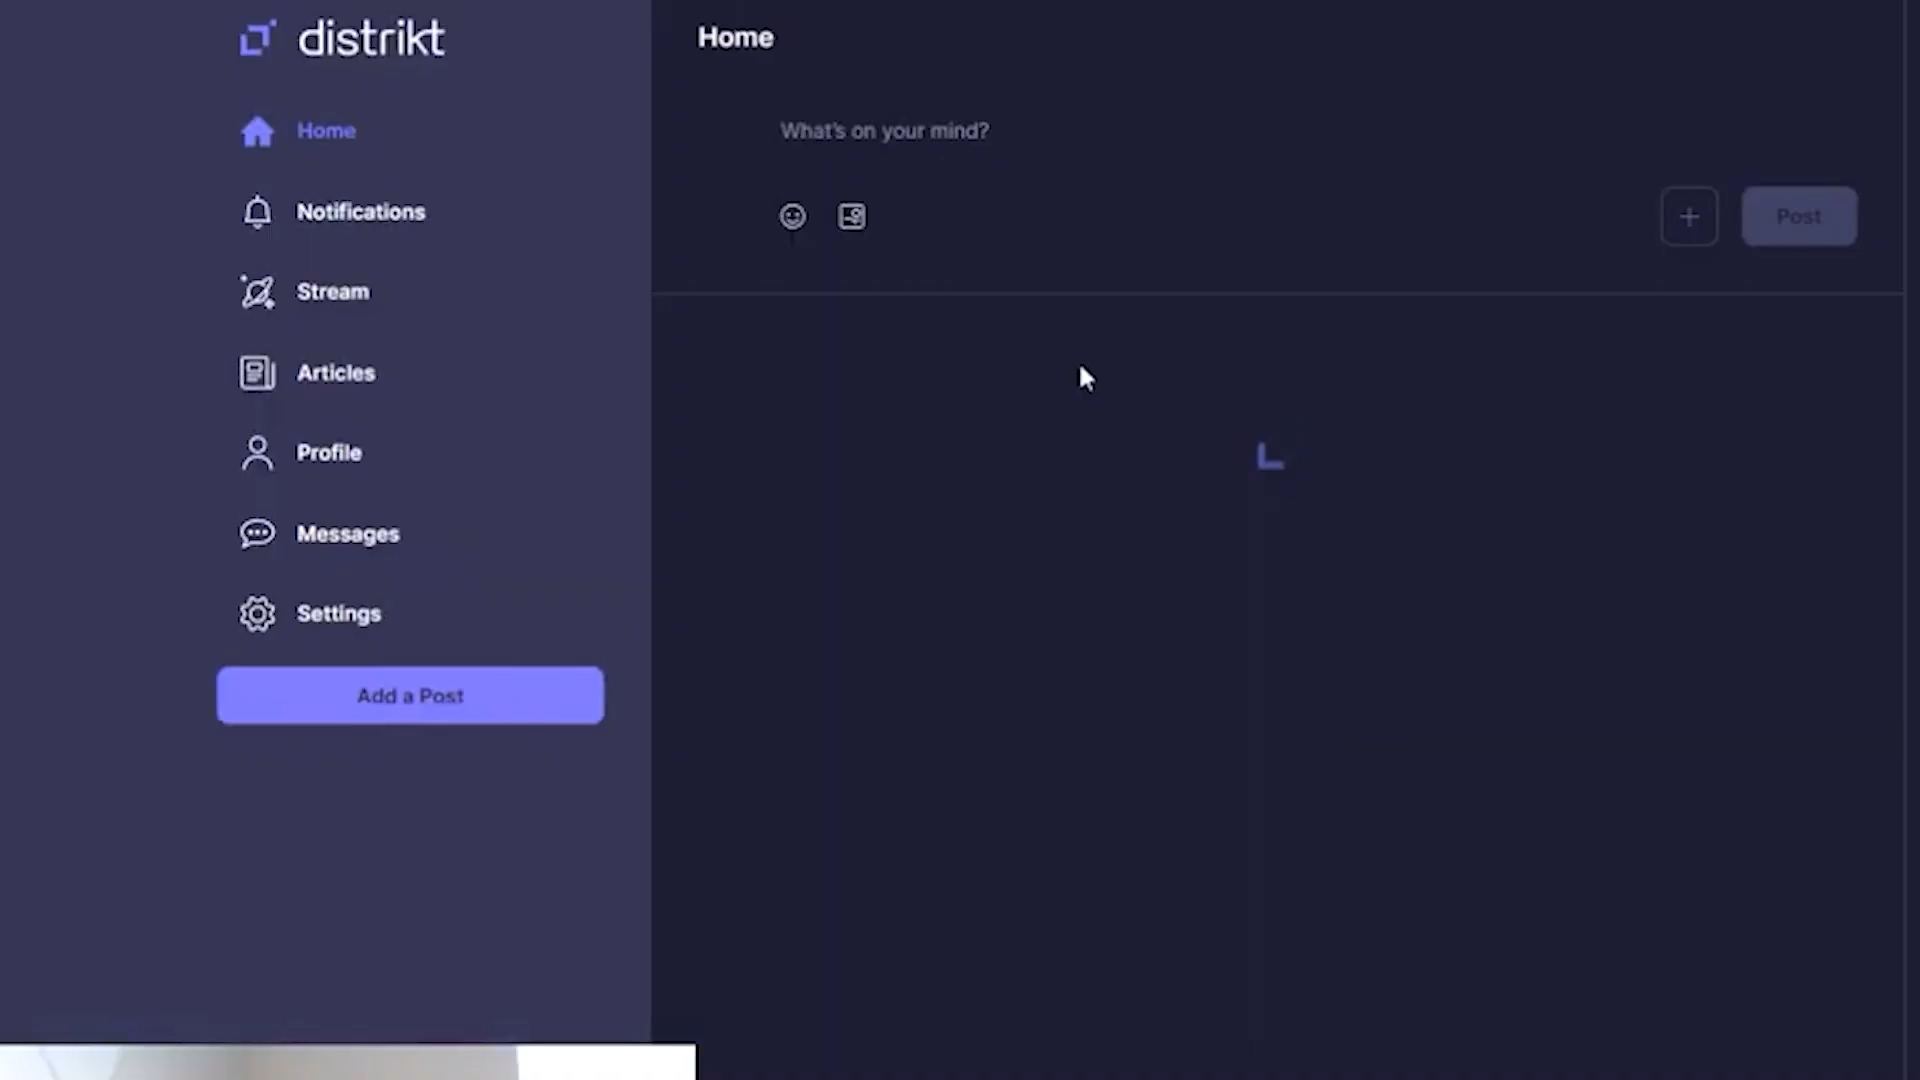 distrikt
Home
Notifications
Stream
Articles
Profile
Messages
Settings
Add a Post
Home
What's on your mind?
Post